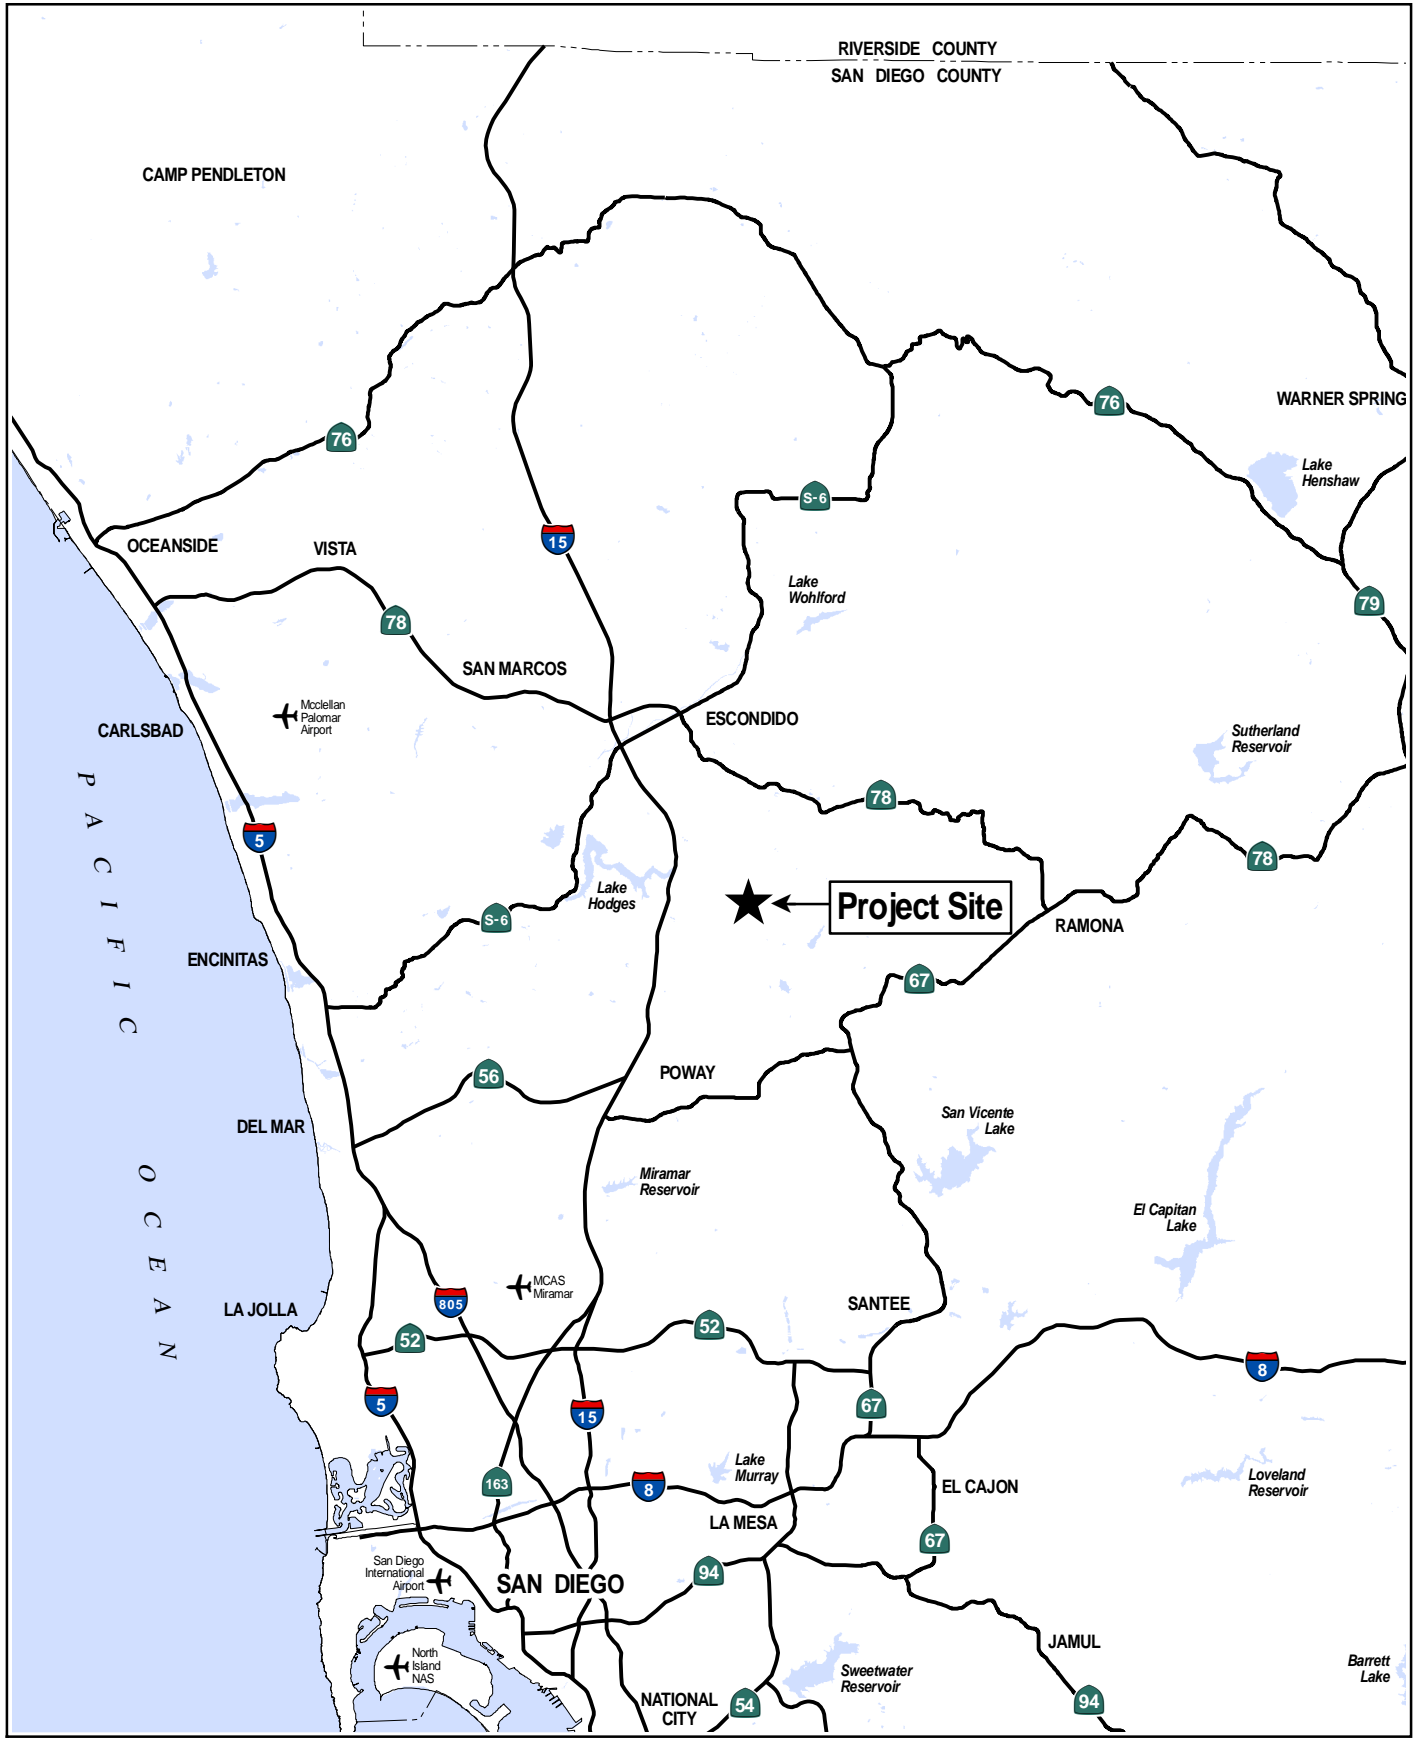 RIVERSIDE COUNTY
SAN DIEGO COUNTY
CAMP PENDLETON
WARNER SPRING
76
76
Lake
Henshaw
S-6
15
OCEANSIDE
VISTA
Lake
Wohlford
79
78
SAN MARCOS
Mcclellan
Palomar
Airport
CARLSBAD
ESCONDIDO
Sutherland
Reservoir
PACIFIC OCEAN
78
5
78
Lake
Hodges
Project Site
S-6
RAMONA
ENCINITAS
67
56
POWAY
DEL MAR
San Vicente
Lake
Miramar
Reservoir
El Capitan
Lake
MCAS
Miramar
805
LA JOLLA
SANTEE
52
52
8
5
15
67
Lake
Murray
163
8
EL CAJON
Loveland
Reservoir
LA MESA
67
San Diego
International
Airport
SAN DIEGO
94
JAMUL
North
Island
NAS
Sweetwater
Reservoir
Barrett
Lake
NATIONAL
CITY
54
94